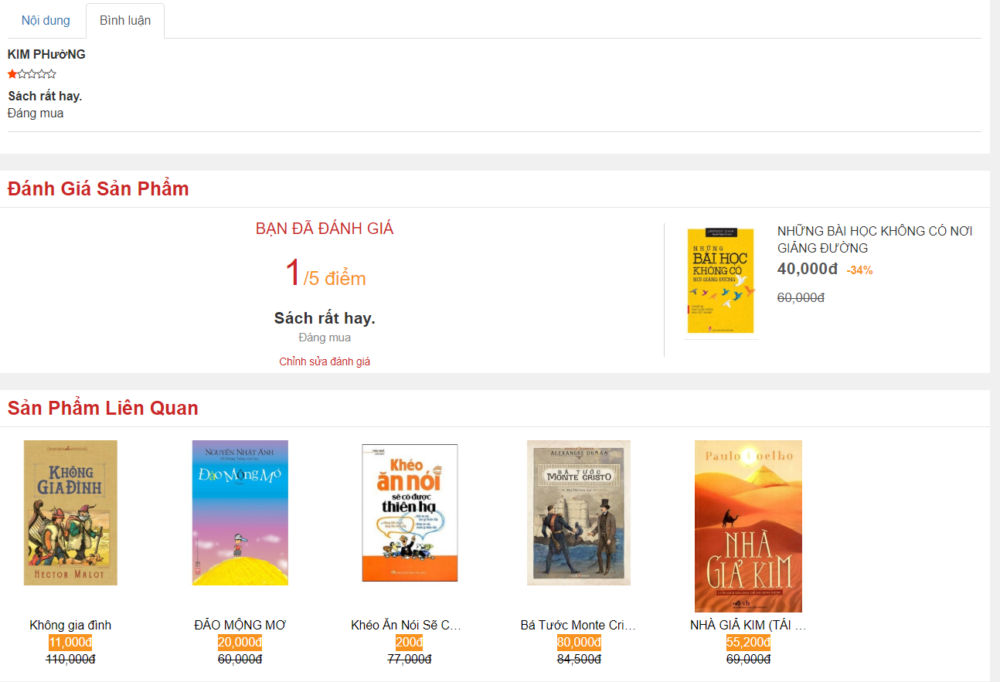 Nội dung
Bình luận
KIM PHườNG
Sách rất hay.
Đáng mua
Đánh Giá Sản Phẩm
BẠN ĐÃ ĐÁNH GIÁ
1/5 điểm
Sách rất hay.
Đáng mua
Chỉnh sửa đánh giá
NHỮNG
BÀI HỌC
KHÔNG CÓ
NƠI GIẢNG ĐƯỜNG
NHỮNG BÀI HỌC KHÔNG CÓ NƠI
GIẢNG ĐƯỜNG
40,000đ -34%
60,000đ
Sản Phẩm Liên Quan
KHÔNG
GIA ĐÌNH
HECTOR MALOT
NGUYỄN NHẬT ÁNH
Đảo Mộng Mơ
Khéo
ăn nói
sẽ có được
thiên hạ
ALEXANDRE DUMAS
BÁ TƯỚC
MONTE CRISTO
Paulo Coelho
NHÀ
GIẢ KIM
Không gia đình
11,000đ
110,000đ
ĐẢO MỘNG MƠ
20,000đ
60,000đ
Khéo Ăn Nói Sẽ C…
200đ
77,000đ
Bá Tước Monte Cri…
80,000đ
84,500đ
NHÀ GIẢ KIM (TÁI …
55,200đ
69,000đ